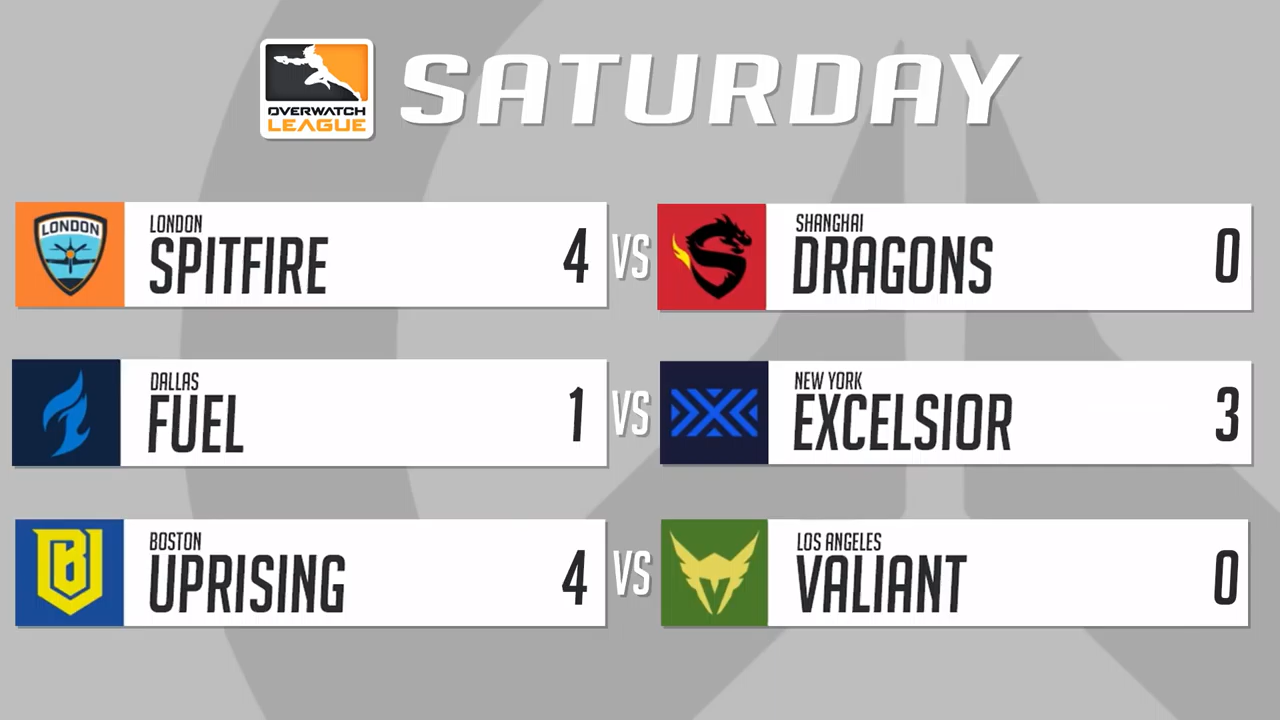 OVERWATCH
LEAGUE
SATURDAY
LONDON
LONDON
SPITFIRE
4
VS
SHANGHAI
DRAGONS
0
DALLAS
FUEL
1
VS
NEW YORK
EXCELSIOR
3
B
BOSTON
UPRISING
4
VS
LOS ANGELES
VALIANT
0